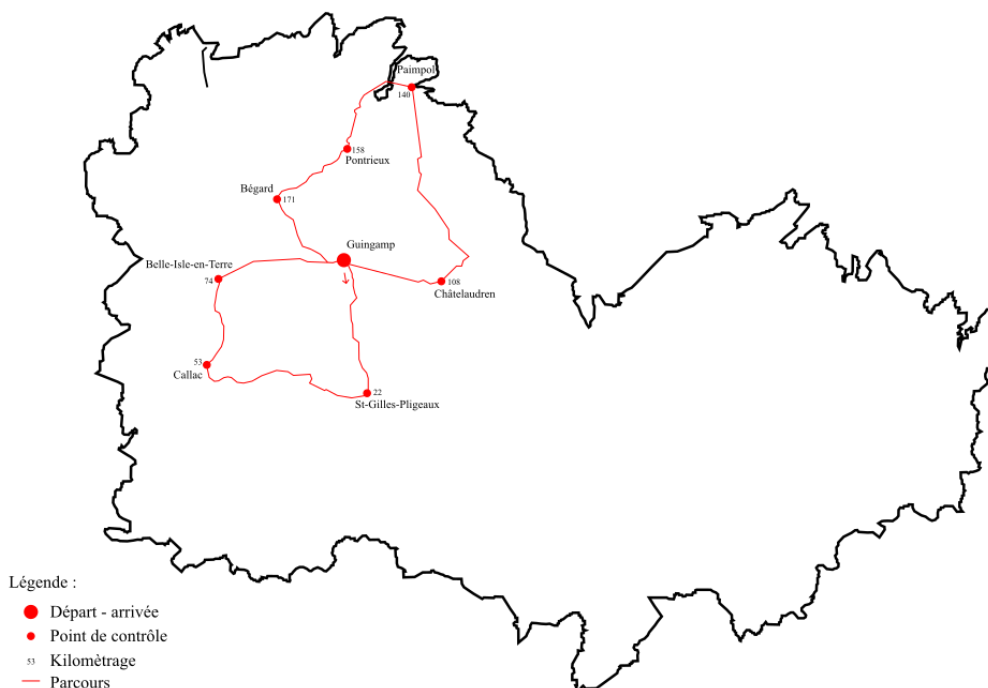 Paimpol
140
158
Pontrieux
Bégard
171
Guingamp
Belle-Isle-en-Terre
74
108
Châtelaudren
53
Callac
22
St-Gilles-Pligeaux
Légende :
Départ - arrivée
Point de contrôle
53 Kilomètrage
Parcours